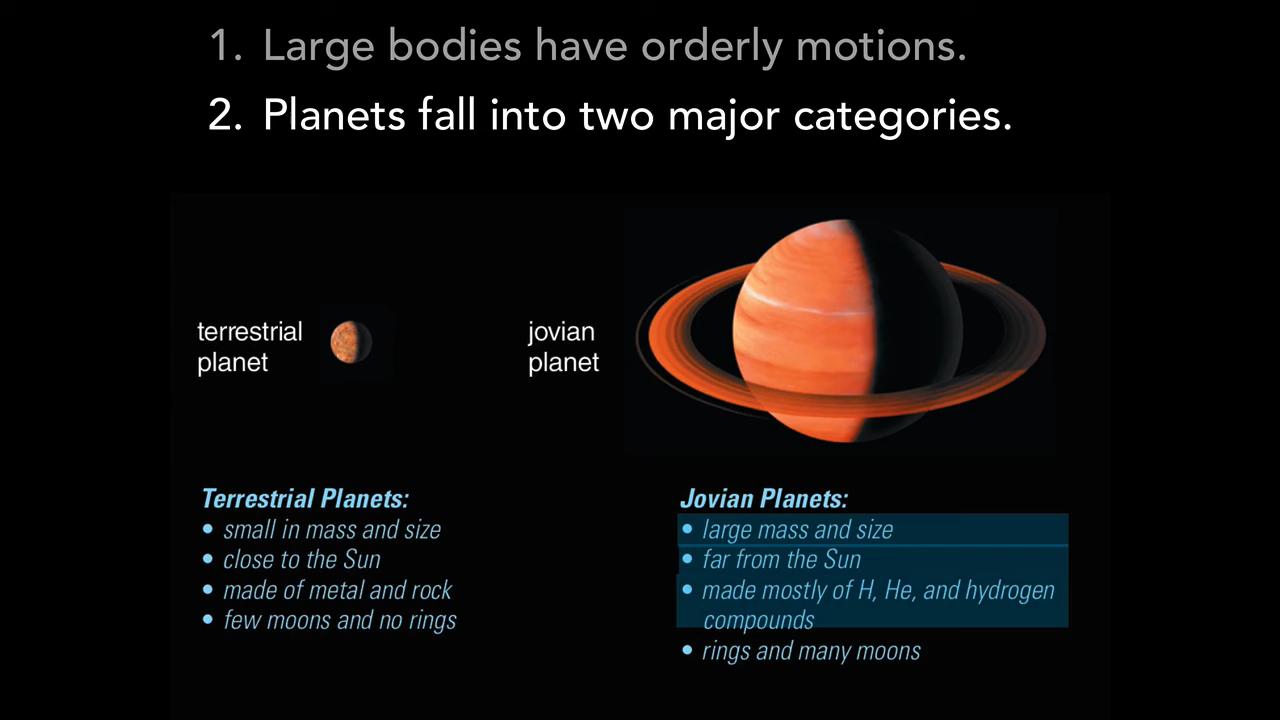 1. Large bodies have orderly motions.
2. Planets fall into two major categories.
terrestrial
planet
jovian
planet
Terrestrial Planets:
• small in mass and size
• close to the Sun
• made of metal and rock
• few moons and no rings
Jovian Planets:
• large mass and size
• far from the Sun
• made mostly of H, He, and hydrogen
compounds
• rings and many moons